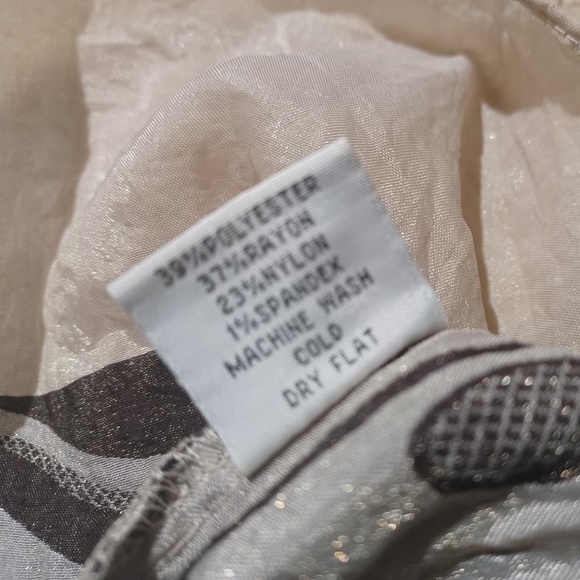 39%POLYESTER
37%RAYON
23%NYLON
1%SPANDEX
MACHINE WASH
COLD
DRY FLAT